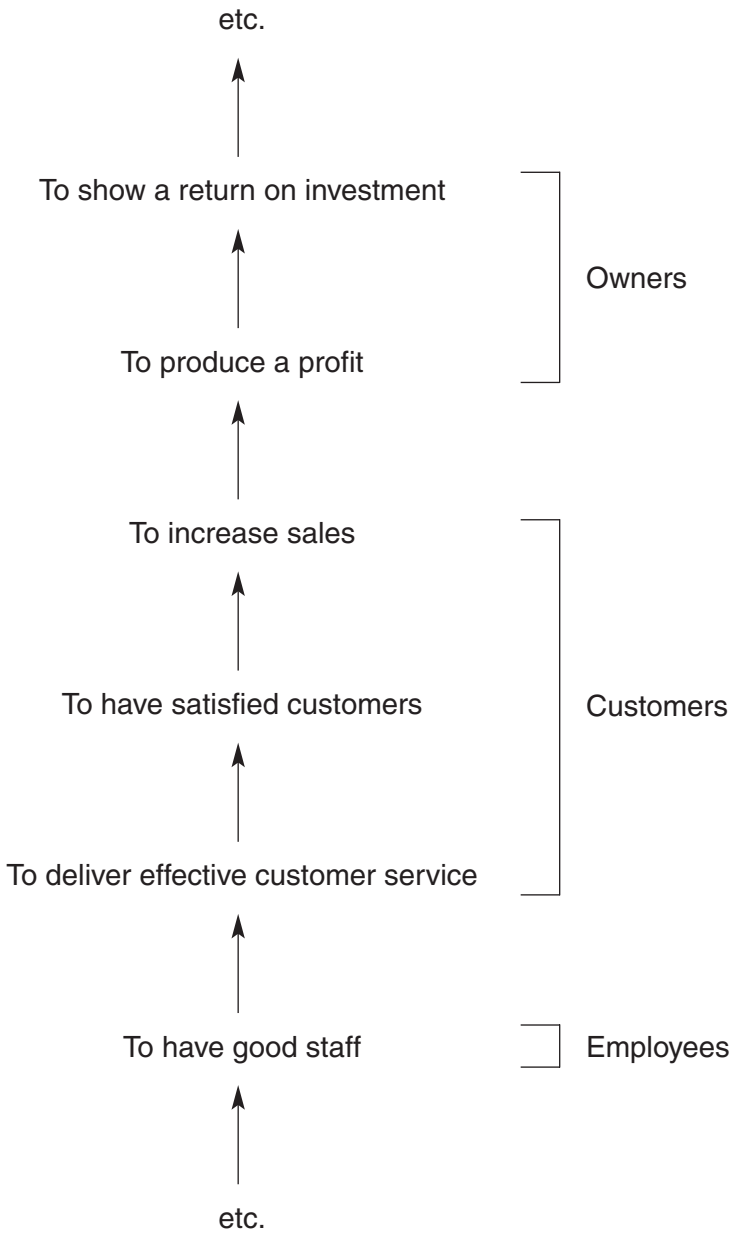 etc.
To show a return on investment
Owners
To produce a profit
To increase sales
To have satisfied customers
Customers
To deliver effective customer service
To have good staff
Employees
etc.